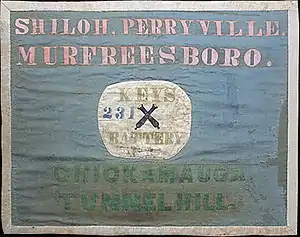 SHILOH. PERRYVILLE.
MURFREESBORO.
KEYS
231
BATTERY
CHICKAMAUGA
TUNNEL HILL.